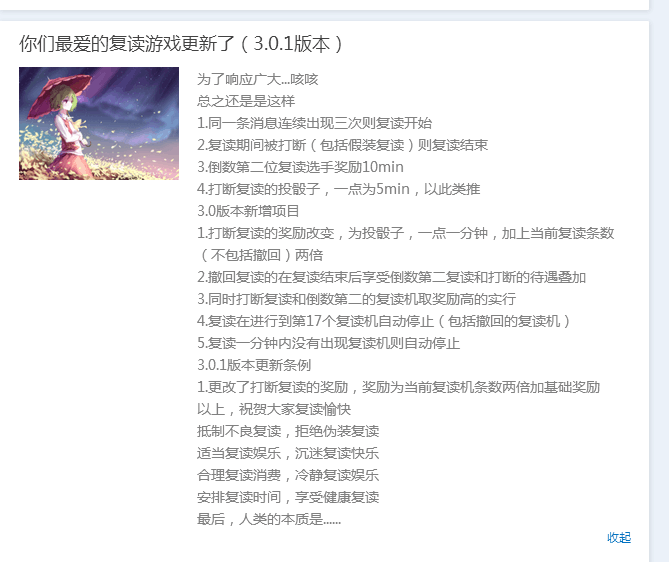 你们最爱的复读游戏更新了（3.0.1版本）
为了响应广大...咳咳
总之还是是这样
1.同一条消息连续出现三次则复读开始
2.复读期间被打断（包括假装复读）则复读结束
3.倒数第二位复读选手奖励10min
4.打断复读的投骰子，一点为5min，以此类推
3.0版本新增项目
1.打断复读的奖励改变，为投骰子，一点一分钟，加上当前复读条数
（不包括撤回）两倍
2.撤回复读的在复读结束后享受倒数第二复读和打断的待遇叠加
3.同时打断复读和倒数第二的复读机取奖励高的实行
4.复读在进行到第17个复读机自动停止（包括撤回的复读机）
5.复读一分钟内没有出现复读机则自动停止
3.0.1版本更新条例
1.更改了打断复读的奖励，奖励为当前复读机条数两倍加基础奖励
以上，祝贺大家复读愉快
抵制不良复读，拒绝伪装复读
适当复读娱乐，沉迷复读快乐
合理复读消费，冷静复读娱乐
安排复读时间，享受健康复读
最后，人类的本质是......
收起